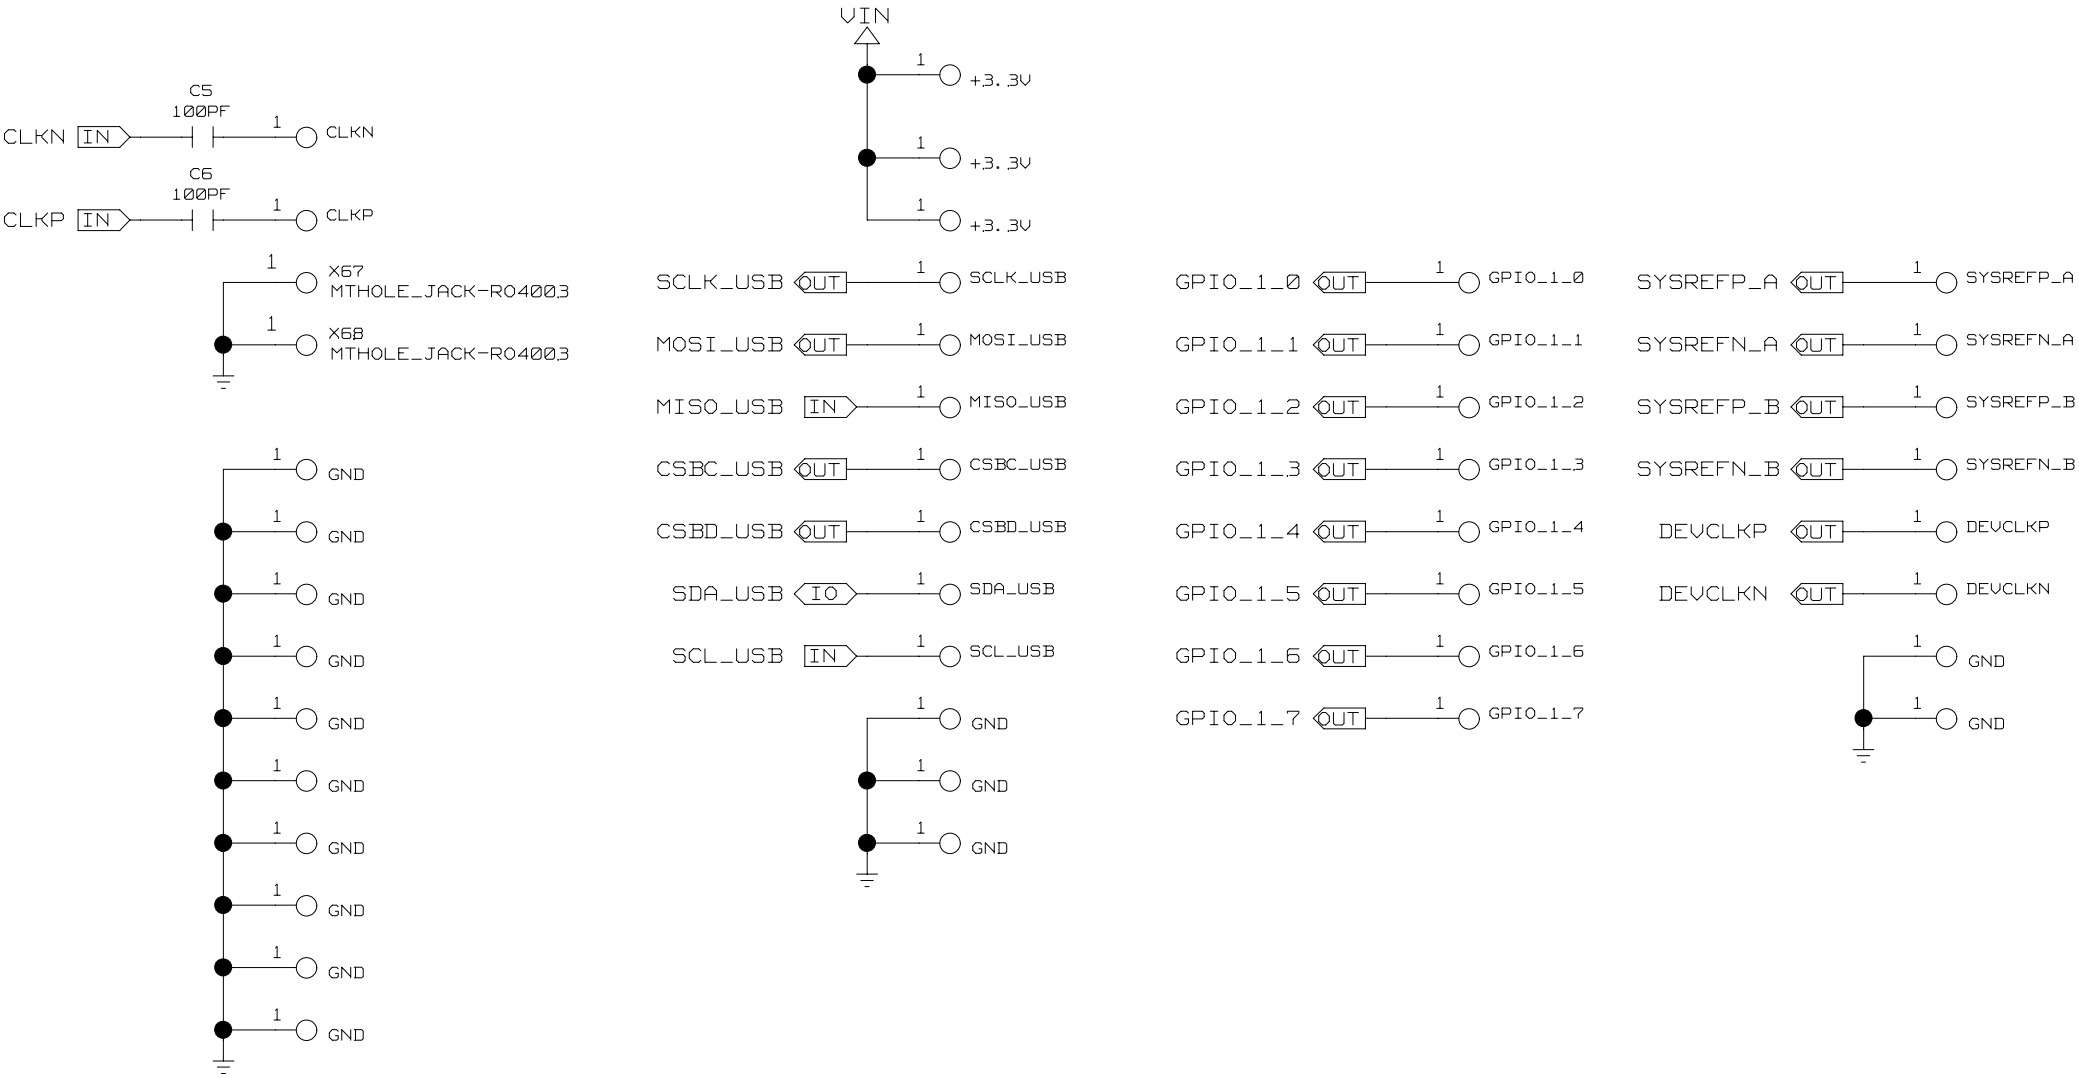 VIN
1
+3.3V
1
+3.3V
1
+3.3V
C5
100PF
CLKN IN 1 CLKN
C6
100PF
CLKP IN 1 CLKP
1 X67
MTHOLE_JACK-RO4003
1 X68
MTHOLE_JACK-RO4003
1 GND
1 GND
1 GND
1 GND
1 GND
1 GND
1 GND
1 GND
1 GND
1 GND
SCLK_USB OUT 1 SCLK_USB
MOSI_USB OUT 1 MOSI_USB
MISO_USB IN 1 MISO_USB
CSBC_USB OUT 1 CSBC_USB
CSBD_USB OUT 1 CSBD_USB
SDA_USB IO 1 SDA_USB
SCL_USB IN 1 SCL_USB
1 GND
1 GND
1 GND
GPIO_1_0 OUT 1 GPIO_1_0
GPIO_1_1 OUT 1 GPIO_1_1
GPIO_1_2 OUT 1 GPIO_1_2
GPIO_1_3 OUT 1 GPIO_1_3
GPIO_1_4 OUT 1 GPIO_1_4
GPIO_1_5 OUT 1 GPIO_1_5
GPIO_1_6 OUT 1 GPIO_1_6
GPIO_1_7 OUT 1 GPIO_1_7
SYSREFP_A OUT 1 SYSREFP_A
SYSREFN_A OUT 1 SYSREFN_A
SYSREFP_B OUT 1 SYSREFP_B
SYSREFN_B OUT 1 SYSREFN_B
DEVCLKP OUT 1 DEVCLKP
DEVCLKN OUT 1 DEVCLKN
1 GND
1 GND